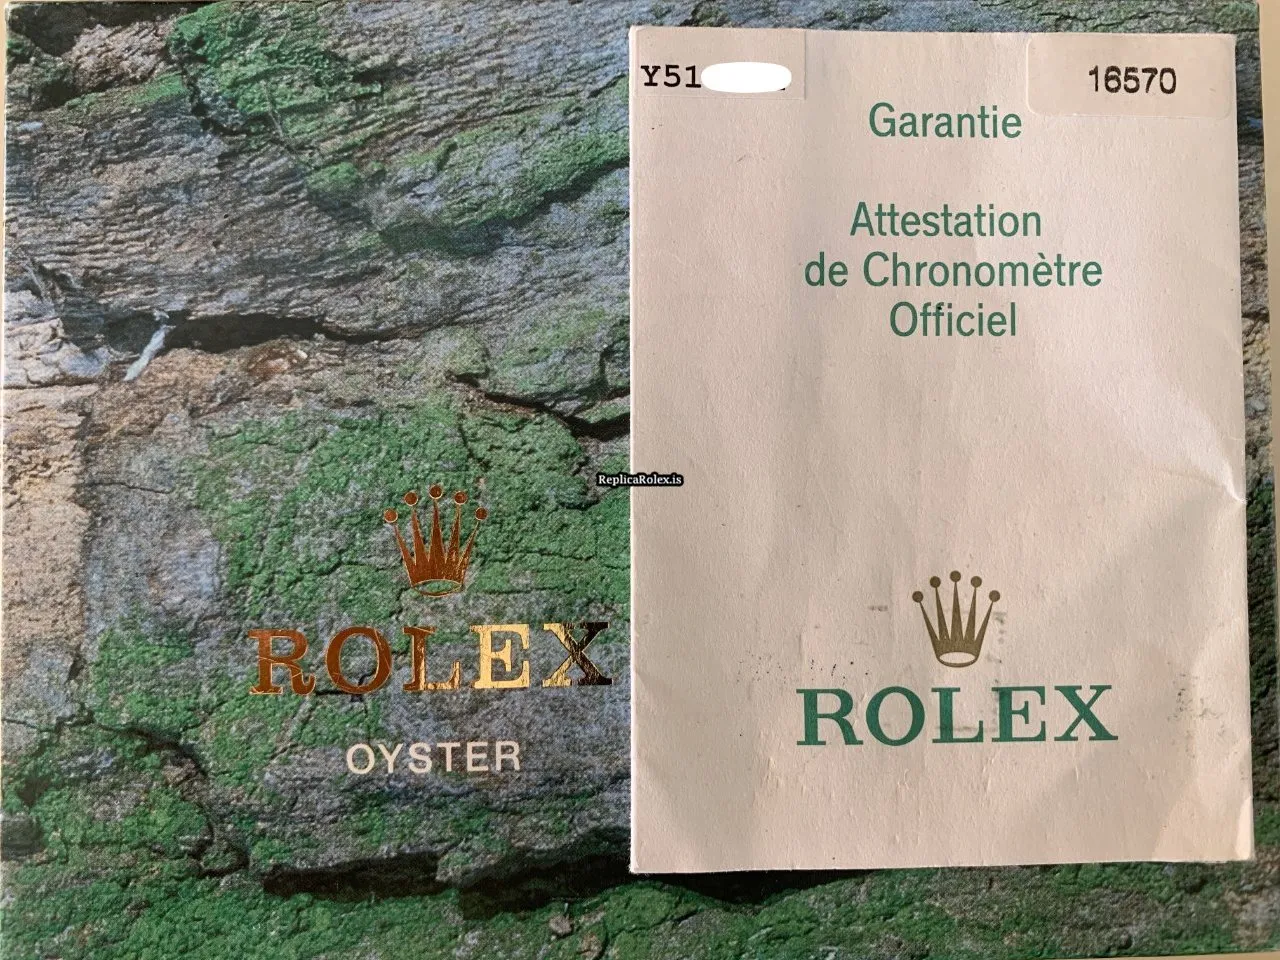 Y51
16570
Garantie
Attestation
de Chronomètre
Officiel
ReplicaRolex.is
ROLEX
OYSTER
ROLEX